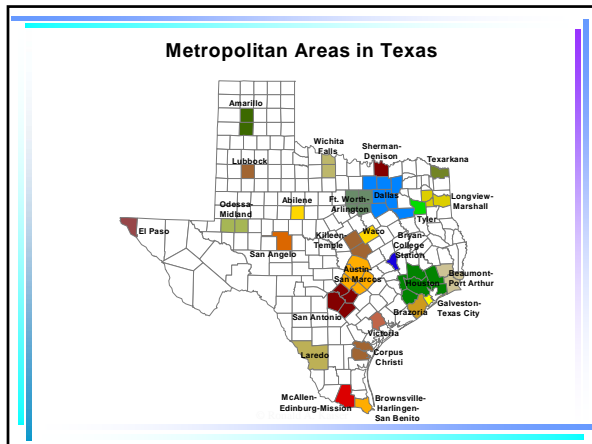 Metropolitan Areas in Texas
Amarillo
Wichita
Falls
Sherman-
Denison
Texarkana
Lubbock
Dallas
Ft. Worth-
Arlington
Longview-
Marshall
Abilene
Odessa-
Midland
Tyler
El Paso
Killeen-
Temple
Waco
Bryan-
College
Station
San Angelo
Austin-
San Marcos
Houston
Beaumont-
Port Arthur
San Antonio
Galveston-
Texas City
Brazoria
Victoria
Laredo
Corpus
Christi
McAllen-
Edinburg-Mission
Brownsville-
Harlingen-
San Benito